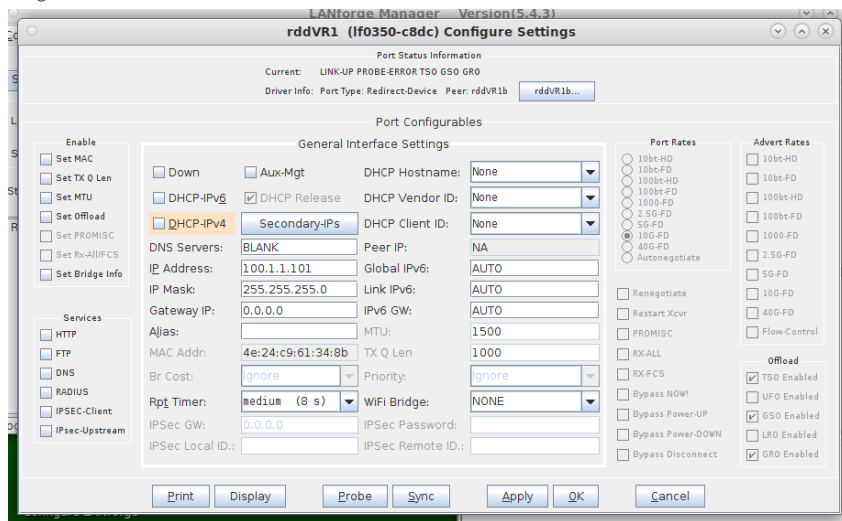 LANforge Manager Version(5.4.3)
rddVR1 (lf0350-c8dc) Configure Settings
Port Status Information
Current: LINK-UP PROBE-ERROR TSO GSO GRO
Driver Info: Port Type: Redirect-Device Peer: rddVR1b rddVR1b...
Port Configurables
Enable
Set MAC
Set TX Q Len
Set MTU
Set Offload
Set PROMISC
Set Rx-All/FCS
Set Bridge Info
Services
HTTP
FTP
DNS
RADIUS
IPSEC-Client
IPsec-Upstream
General Interface Settings
Down Aux-Mgt DHCP Hostname: None
DHCP-IPv6 DHCP Release DHCP Vendor ID: None
DHCP-IPv4 Secondary-IPs DHCP Client ID: None
DNS Servers: BLANK Peer IP: NA
IP Address: 100.1.1.101 Global IPv6: AUTO
IP Mask: 255.255.255.0 Link IPv6: AUTO
Gateway IP: 0.0.0.0 IPv6 GW: AUTO
Alias: MTU: 1500
MAC Addr: 4e:24:c9:61:34:8b TX Q Len 1000
Br Cost: Ignore Priority: Ignore
Rpt Timer: medium (8 s) WiFi Bridge: NONE
IPSec GW: 0.0.0.0 IPSec Password:
IPSec Local ID.: IPSec Remote ID.:
Port Rates
10bt-HD
10bt-FD
100bt-HD
100bt-FD
1000-FD
2.5G-FD
5G-FD
10G-FD
40G-FD
Autonegotiate
Renegotiate
Restart Xcvr
PROMISC
RX-ALL
RX-FCS
Bypass NOW!
Bypass Power-UP
Bypass Power-DOWN
Bypass Disconnect
Advert Rates
10bt-HD
10bt-FD
100bt-HD
100bt-FD
1000-FD
2.5G-FD
5G-FD
10G-FD
40G-FD
Flow-Control
Offload
TSO Enabled
UFO Enabled
GSO Enabled
LRO Enabled
GRO Enabled
Print Display Probe Sync Apply OK Cancel